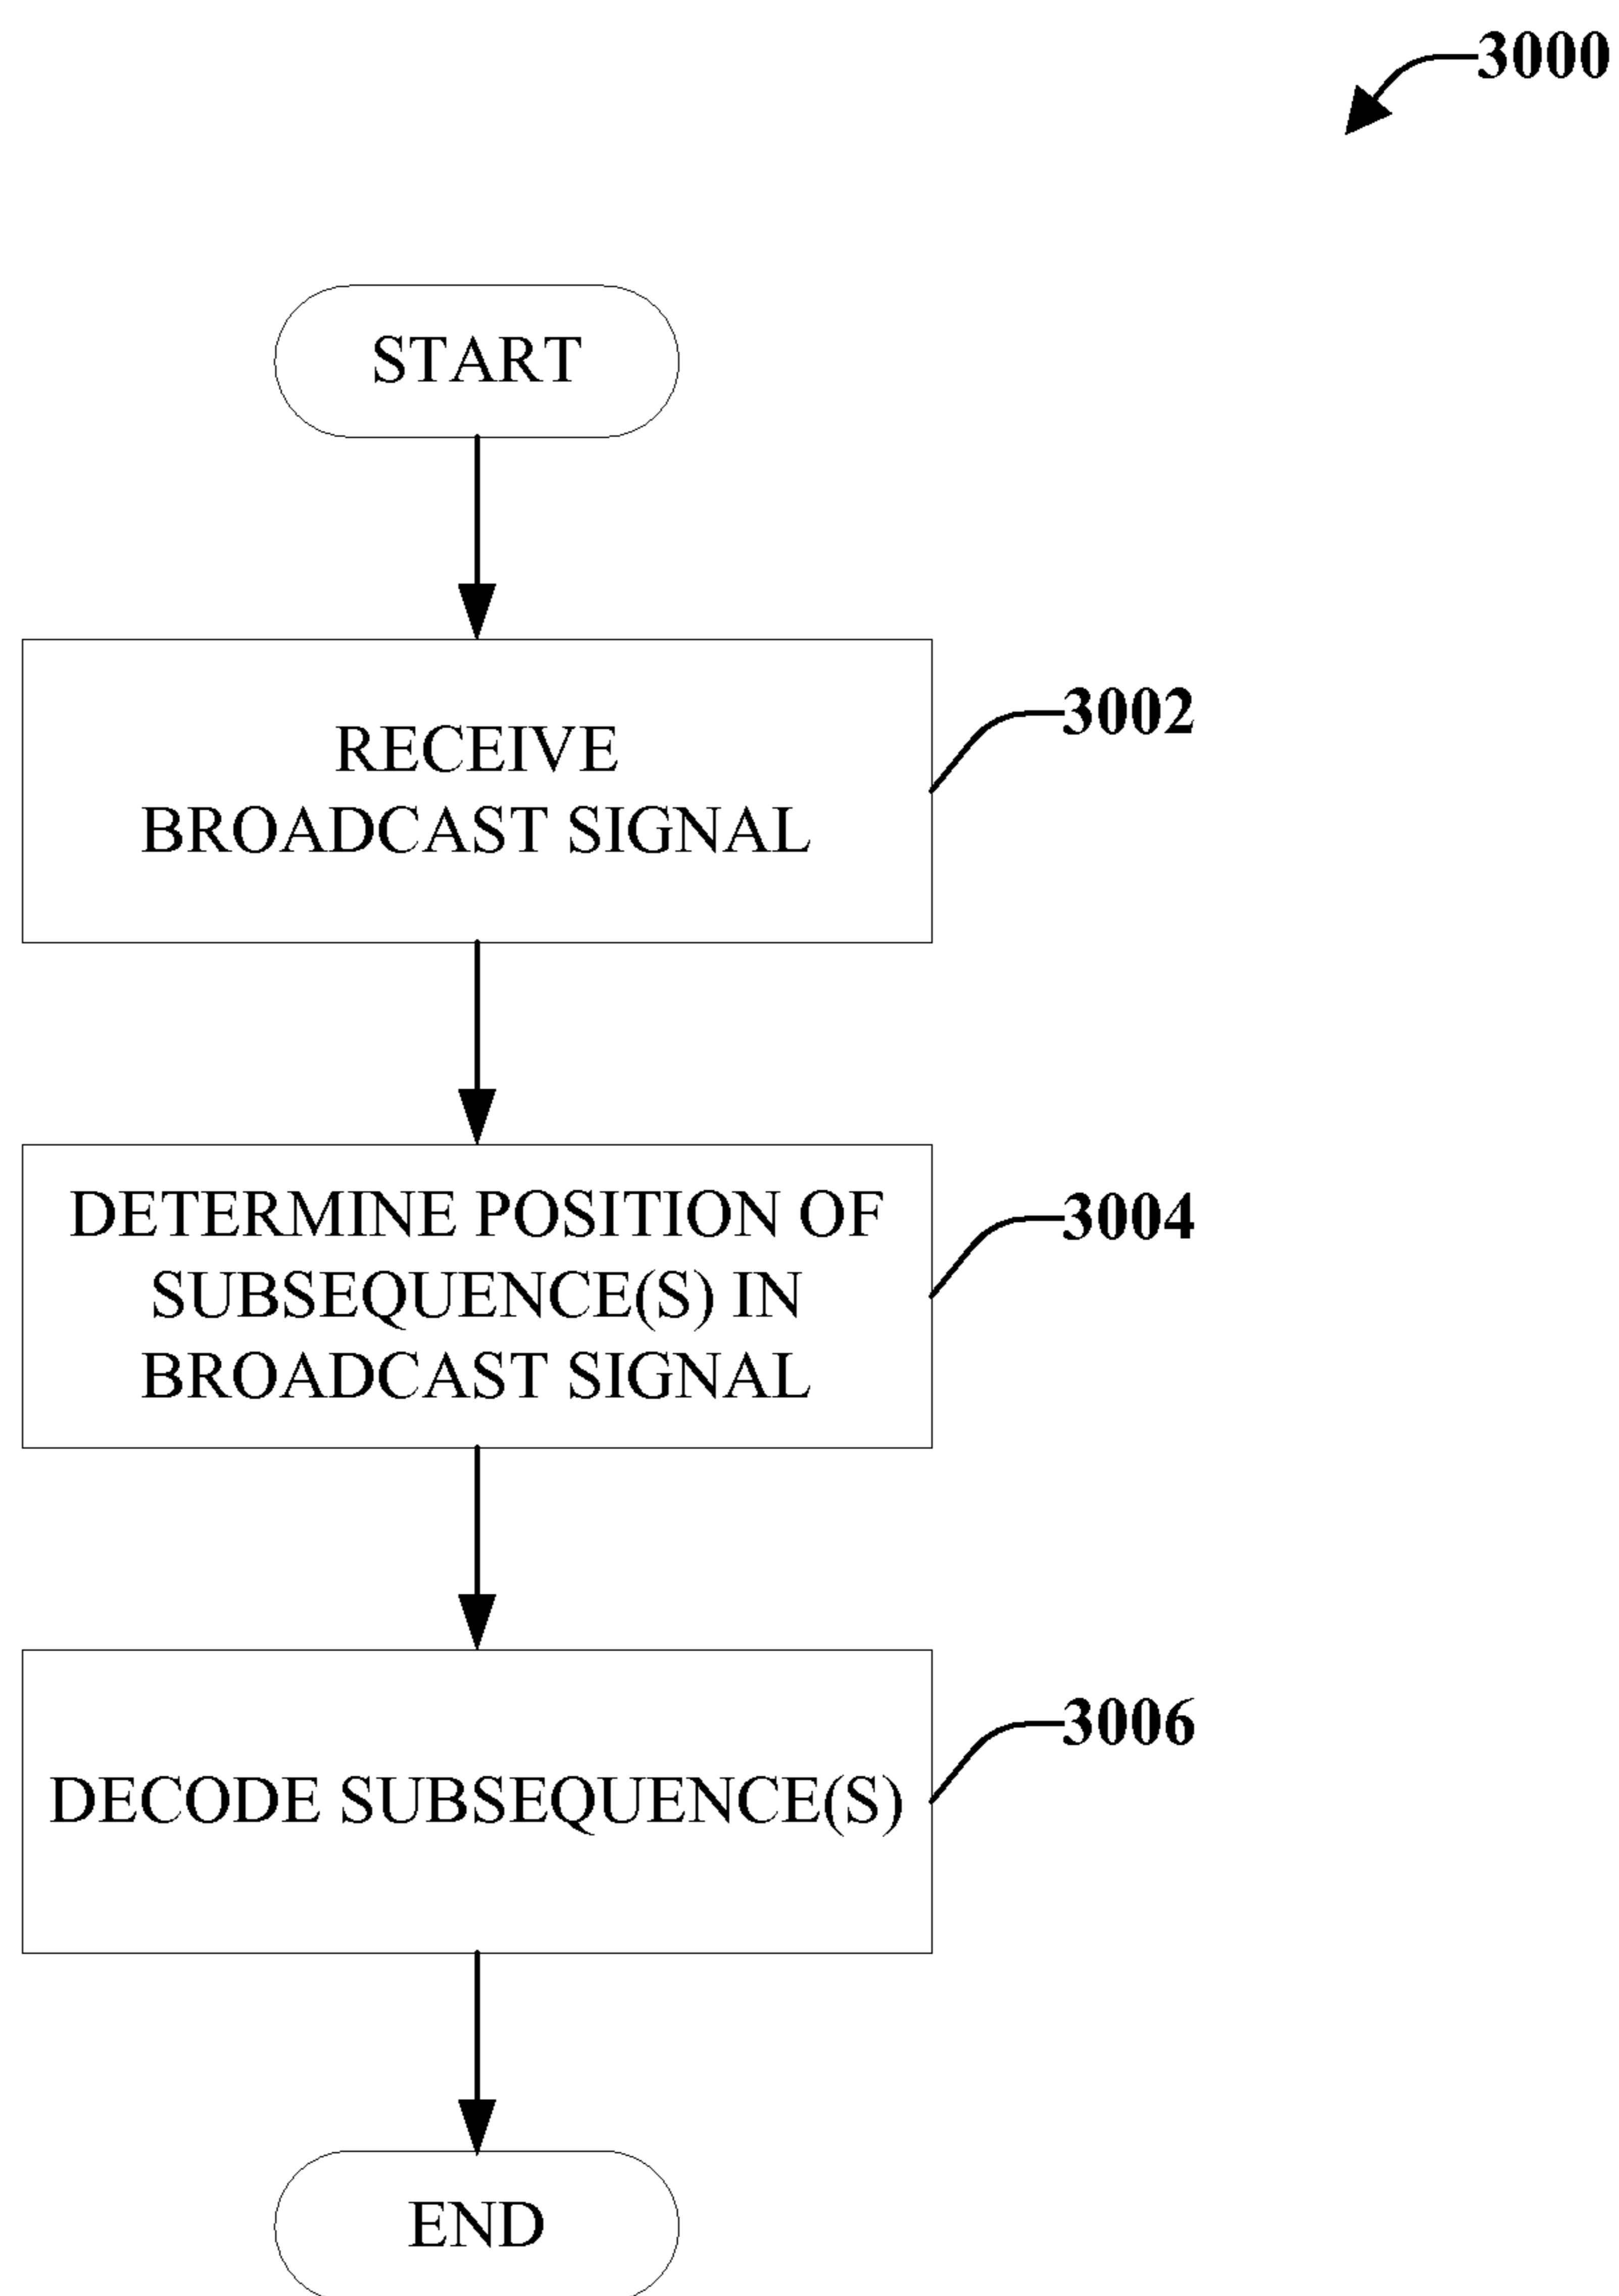 3000
START
RECEIVE
BROADCAST SIGNAL
3002
DETERMINE POSITION OF
SUBSEQUENCE(S) IN
BROADCAST SIGNAL
3004
DECODE SUBSEQUENCE(S)
3006
END